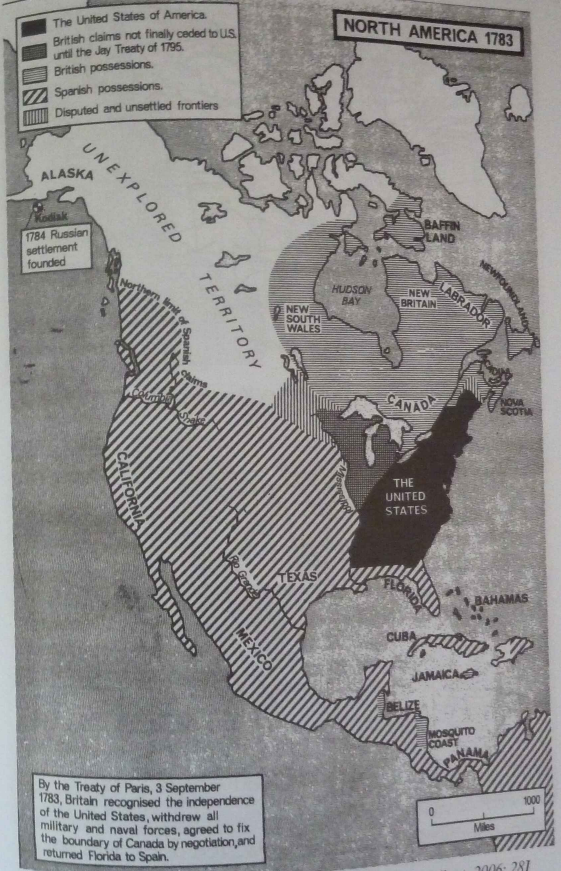 NORTH AMERICA 1783
The United States of America.
British claims not finally ceded to U.S.
until the Jay Treaty of 1795.
British possessions.
Spanish possessions.
Disputed and unsettled frontiers
UNEXPLORED
TERRITORY
ALASKA
Kodiak
1784 Russian
settlement
founded
BAFFIN
LAND
HUDSON
BAY
NEW
BRITAIN
LABRADOR
NEWFOUNDLAND
NEW
SOUTH
WALES
Northern limit of Spanish
claims
Columbia
Snake
CANADA
NOVA
SCOTIA
THE
UNITED
STATES
CALIFORNIA
Rio Grande
TEXAS
FLORIDA
BAHAMAS
MEXICO
CUBA
JAMAICA
BELIZE
MOSQUITO
COAST
PANAMA
By the Treaty of Paris, 3 September
1783, Britain recognised the independence
of the United States, withdrew all
military and naval forces, agreed to fix
the boundary of Canada by negotiation, and
returned Florida to Spain.
0 1000
Miles
2006: 28]